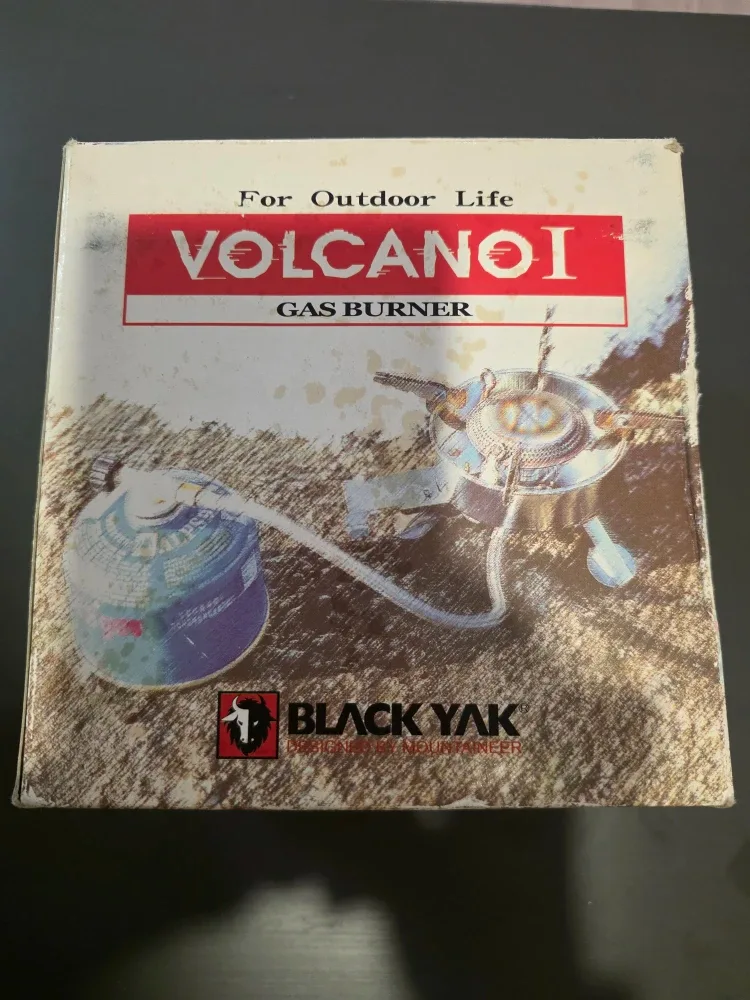 For Outdoor Life
VOLCANO I
GAS BURNER
BLACK YAK®
DESIGNED BY MOUNTAINEER